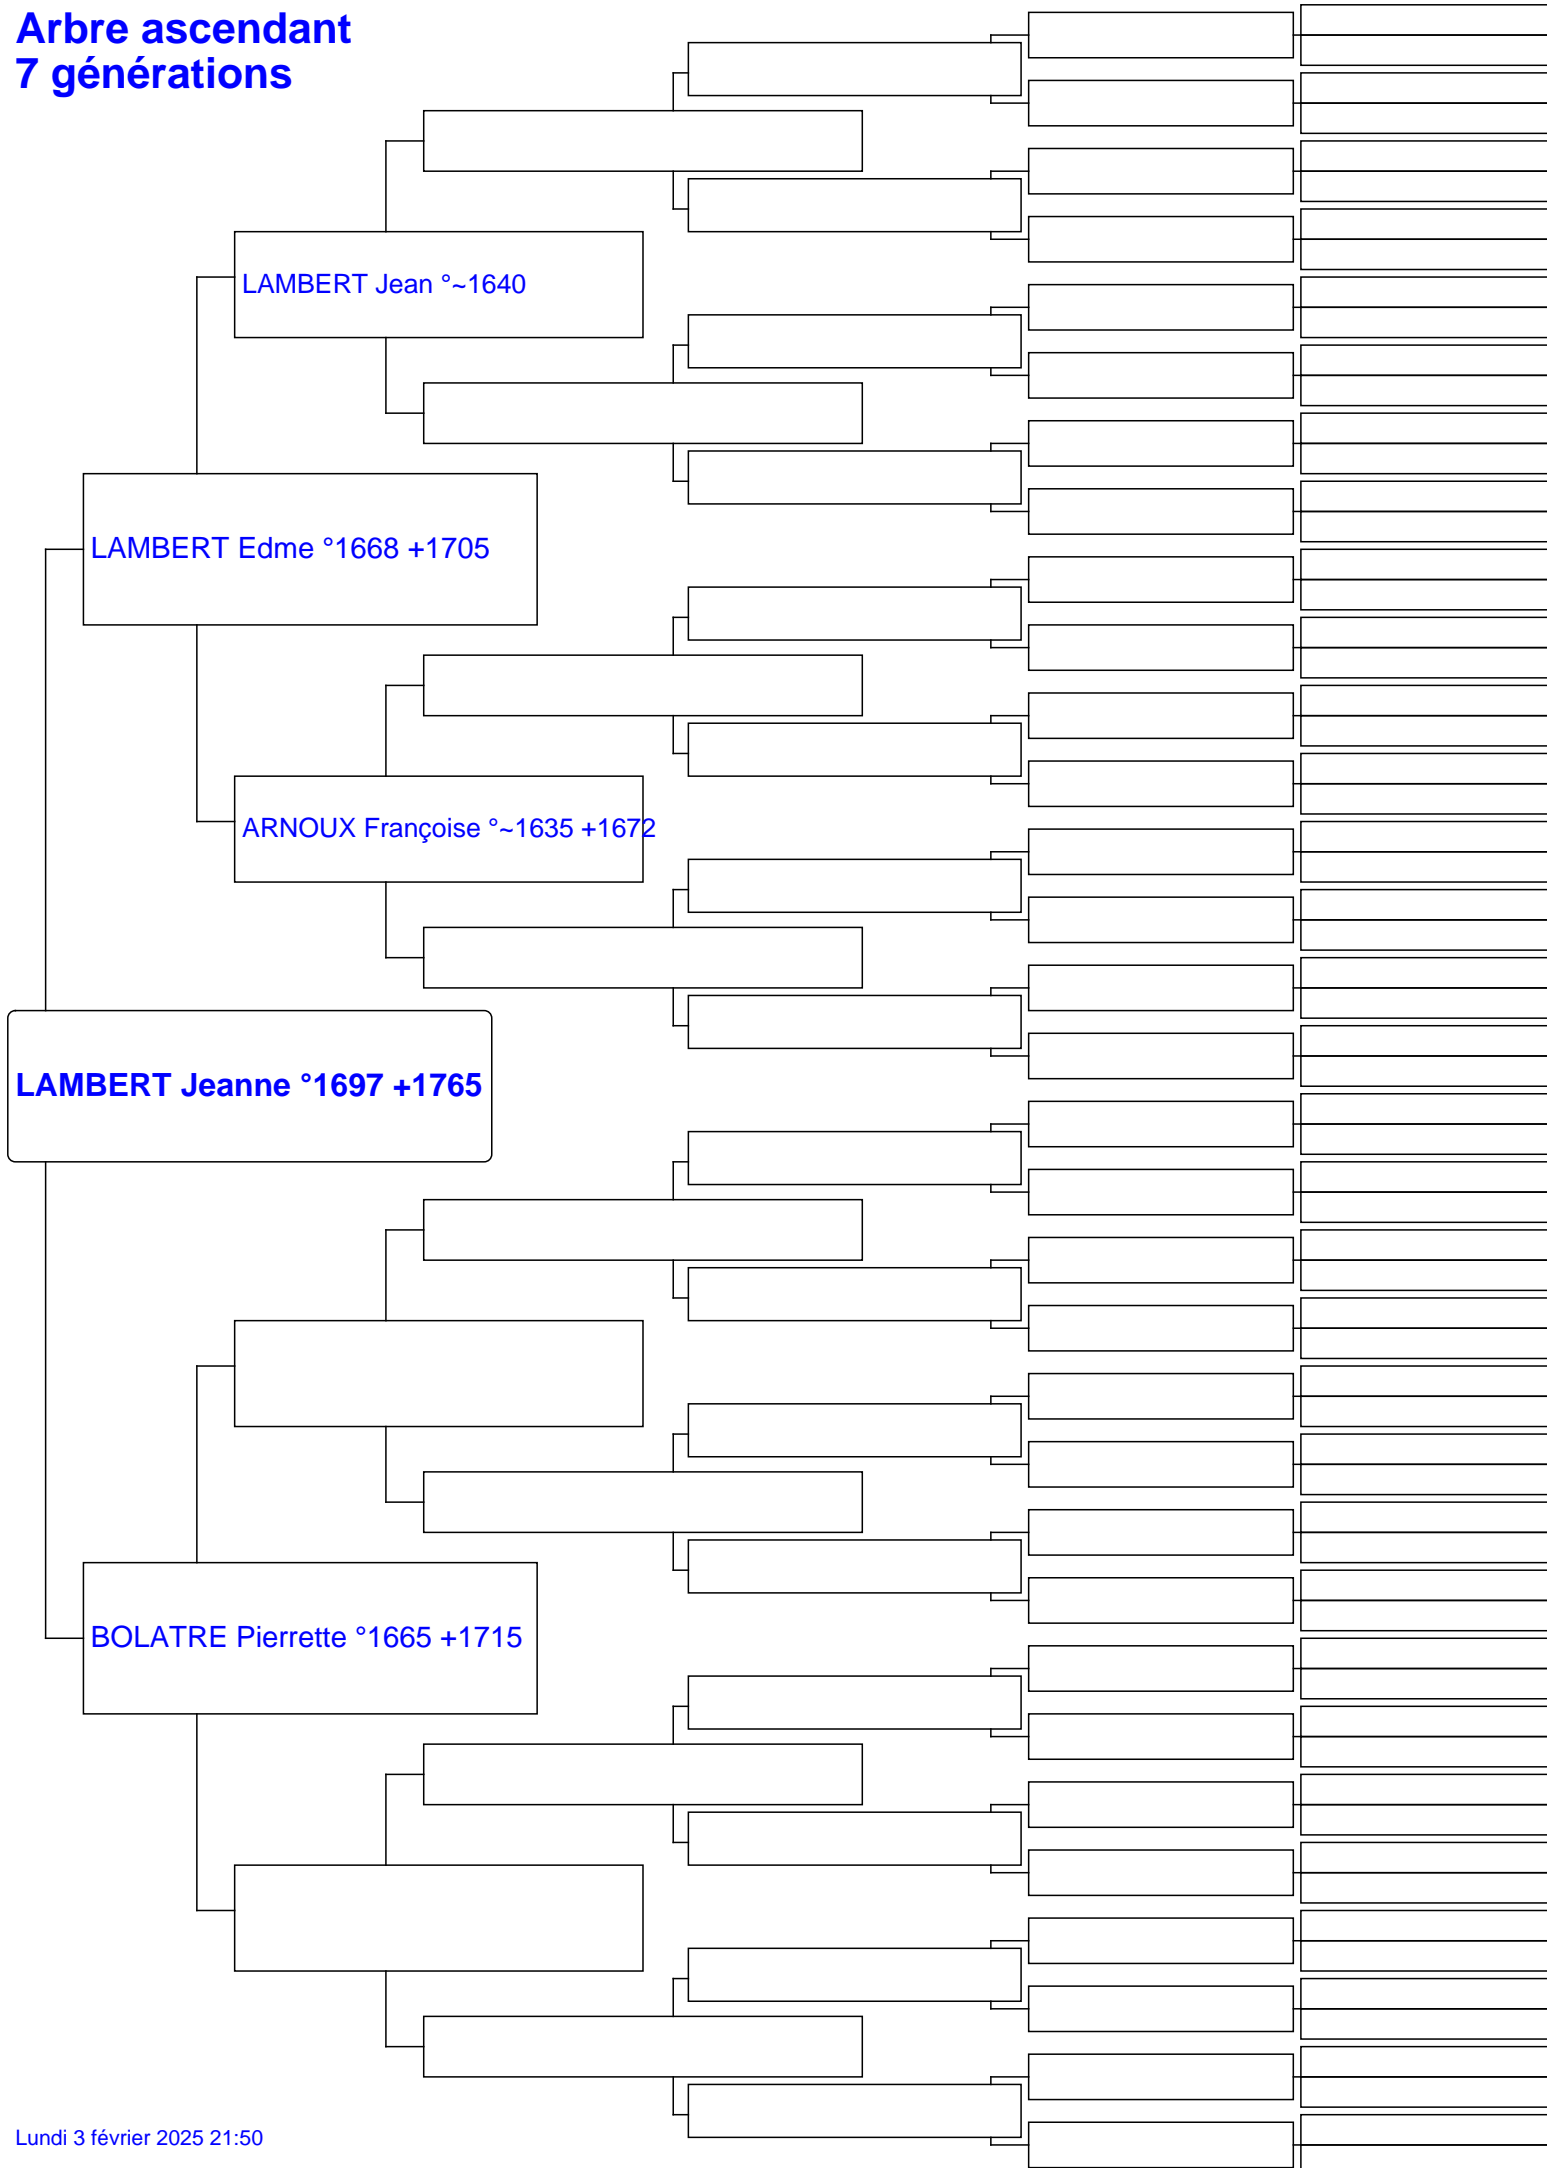 Arbre ascendant
7 générations
LAMBERT Jean °~1640
LAMBERT Edme °1668 +1705
ARNOUX Françoise °~1635 +1672
LAMBERT Jeanne °1697 +1765
BOLATRE Pierrette °1665 +1715
Lundi 3 février 2025 21:50